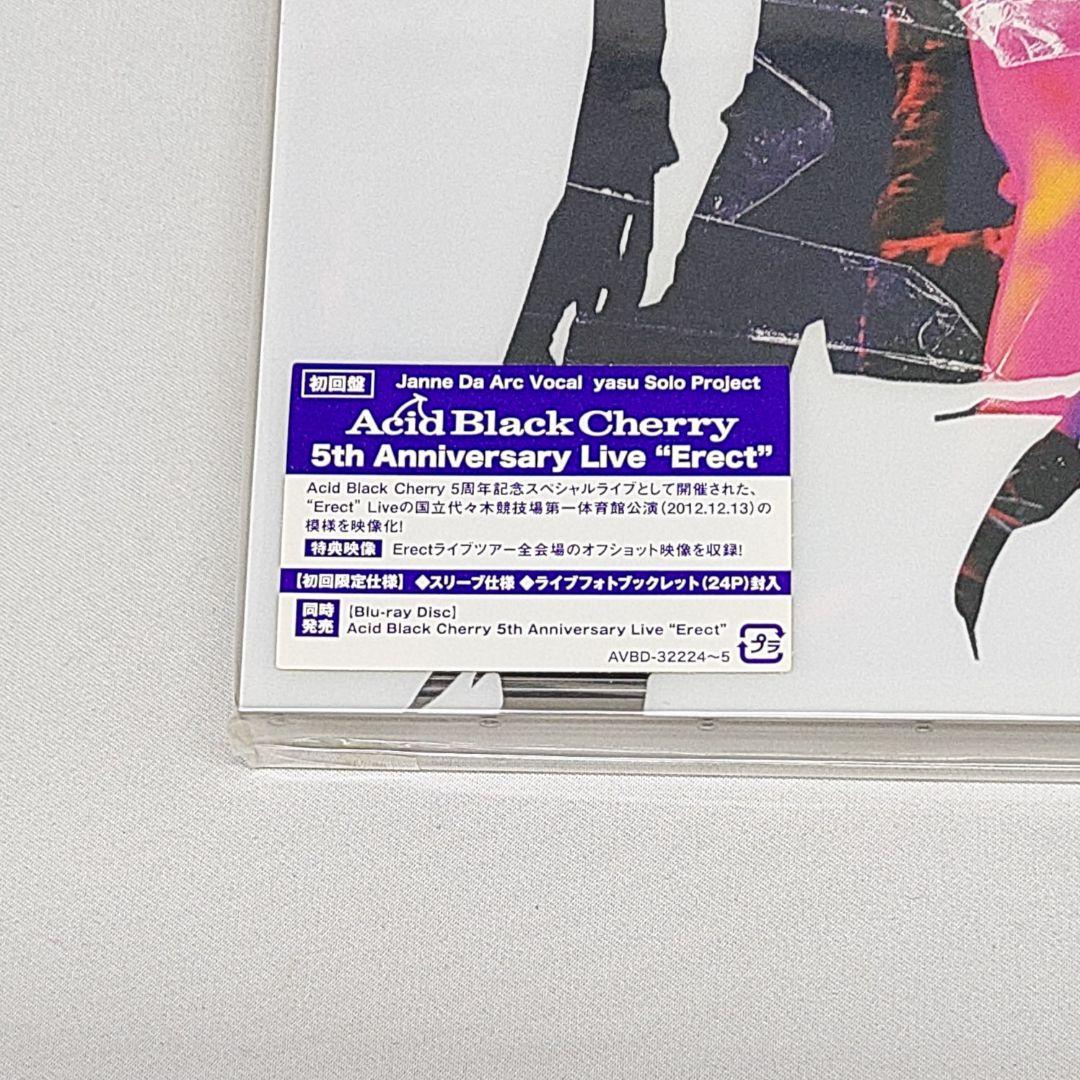 初回盤 Janne Da Arc Vocal yasu Solo Project
Acid Black Cherry
5th Anniversary Live “Erect”
Acid Black Cherry 5周年記念スペシャルライブとして開催された、
“Erect” Liveの国立代々木競技場第一体育館公演(2012.12.13)の
模様を映像化!
特典映像 Erectライブツアー全会場のオフショット映像を収録!
【初回限定仕様】 ◆スリーブ仕様 ◆ライブフォトブックレット(24P)封入
同時発売 【Blu-ray Disc】
Acid Black Cherry 5th Anniversary Live “Erect”
AVBD-32224〜5 プラ